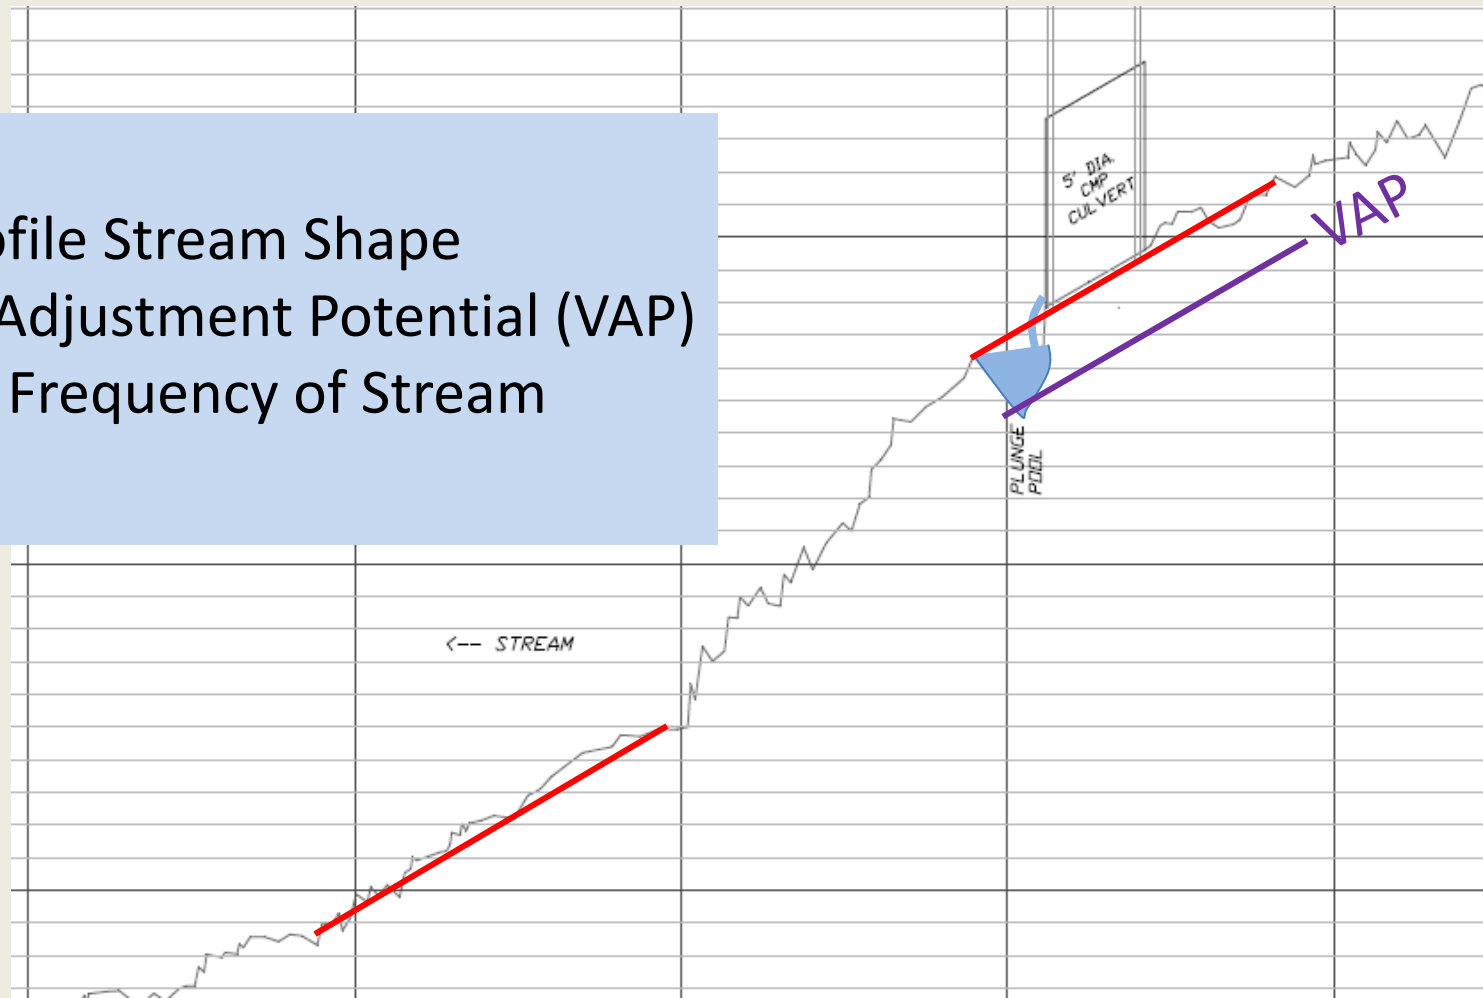 ofile Stream Shape
Adjustment Potential (VAP)
Frequency of Stream
5' DIA.
CMP
CULVERT
VAP
PLUNGE
POOL
<-- STREAM